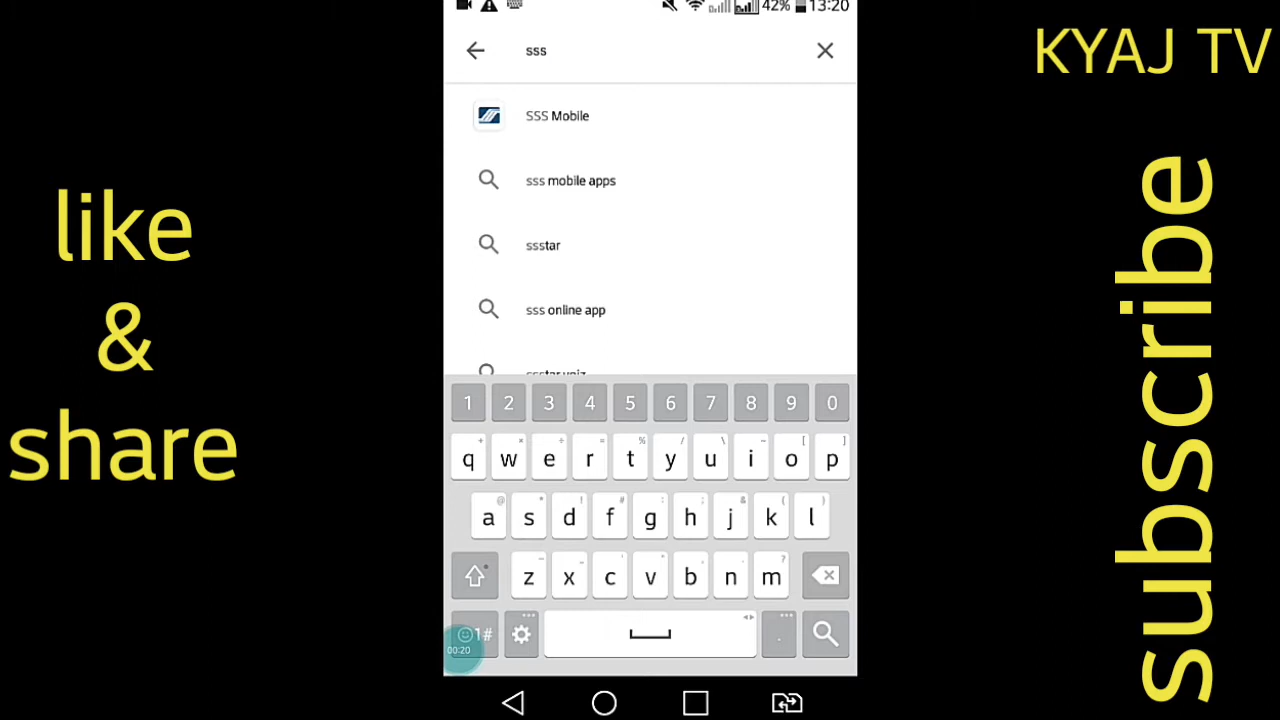 42% 13:20
sss
SSS Mobile
sss mobile apps
ssstar
sss online app
1 2 3 4 5 6 7 8 9 0
q w e r t y u i o p
a s d f g h j k l
z x c v b n m
1#
00:20
like
&
share
KYAJ TV
subscribe